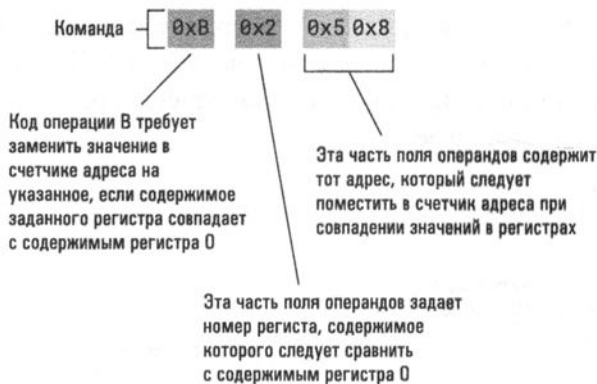 Команда 0xB 0x2 0x5 0x8
Код операции В требует
заменить значение в
счетчике адреса на
указанное, если содержимое
заданного регистра совпадает
с содержимым регистра 0
Эта часть поля операндов содержит
тот адрес, который следует
поместить в счетчик адреса при
совпадении значений в регистрах
Эта часть поля операндов задает
номер региста, содержимое
которого следует сравнить
с содержимым регистра 0